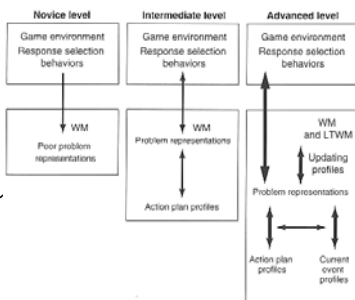 Novice level
Game environment
Response selection
behaviors
WM
Poor problem
representations
Intermediate level
Game environment
Response selection
behaviors
WM
Problem representations
Action plan profiles
Advanced level
Game environment
Response selection
behaviors
WM
and LTWM
Updating
profiles
Problem representations
Action plan
profiles
Current
event
profiles